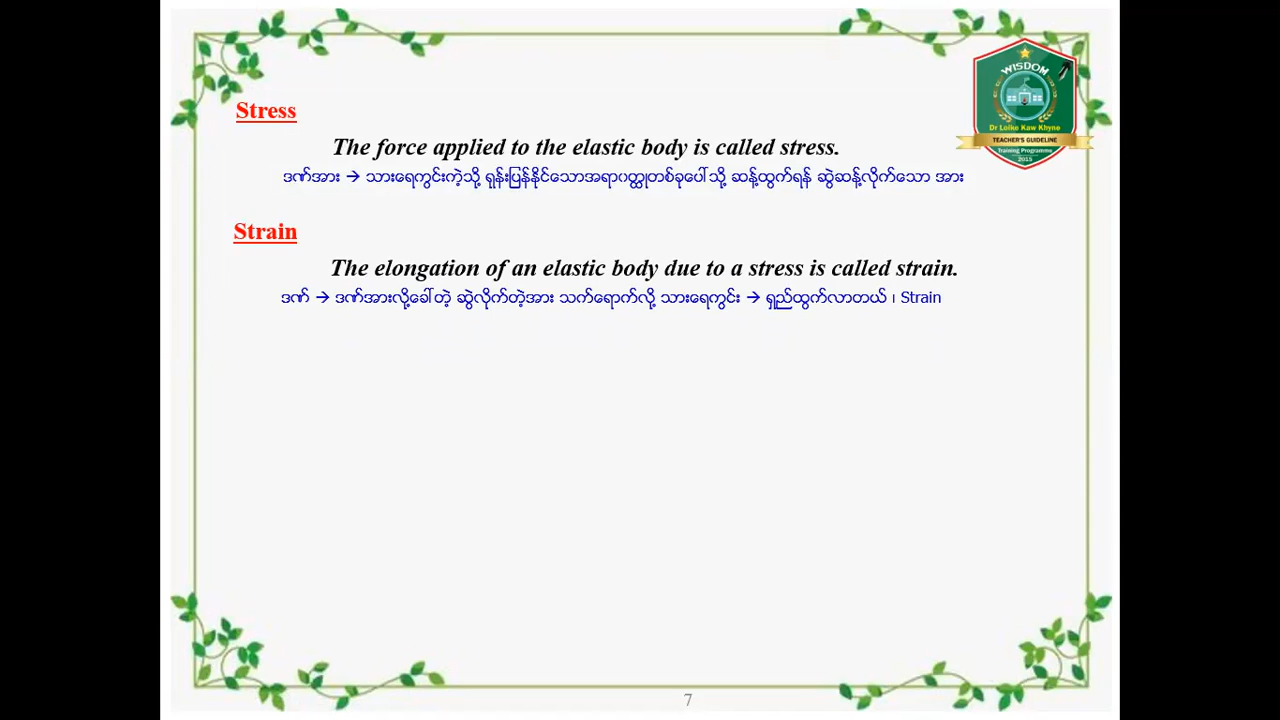 WISDOM
Dr Loiko Kaw Khyne
TEACHER'S GUIDELINE
Training Programme
2015
Stress
The force applied to the elastic body is called stress.
ဒဏ်အား → သားရေကွင်းကဲ့သို့ ရုန်းပြန်နိုင်သောအရာဝတ္ထုတစ်ခုပေါ်သို့ ဆန့်ထွက်ရန် ဆွဲဆန့်လိုက်သော အား
Strain
The elongation of an elastic body due to a stress is called strain.
ဒဏ် → ဒဏ်အားလို့ခေါ်တဲ့ ဆွဲလိုက်တဲ့အား သက်ရောက်လို့ သားရေကွင်း → ရှည်ထွက်လာတယ် ၊ Strain
7